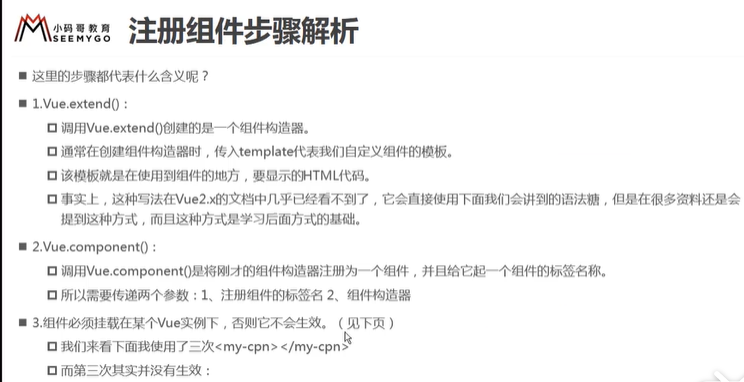 小码哥教育
SEEMYGO
注册组件步骤解析
这里的步骤都代表什么含义呢？
1.Vue.extend()：
调用Vue.extend()创建的是一个组件构造器。
通常在创建组件构造器时，传入template代表我们自定义组件的模板。
该模板就是在使用到组件的地方，要显示的HTML代码。
事实上，这种写法在Vue2.x的文档中几乎已经看不到了，它会直接使用下面我们会讲到的语法糖，但是在很多资料还是会
提到这种方式，而且这种方式是学习后面方式的基础。
2.Vue.component()：
调用Vue.component()是将刚才的组件构造器注册为一个组件，并且给它起一个组件的标签名称。
所以需要传递两个参数：1、注册组件的标签名 2、组件构造器
3.组件必须挂载在某个Vue实例下，否则它不会生效。（见下页）
我们来看下面我使用了三次<my-cpn></my-cpn>
而第三次其实并没有生效：